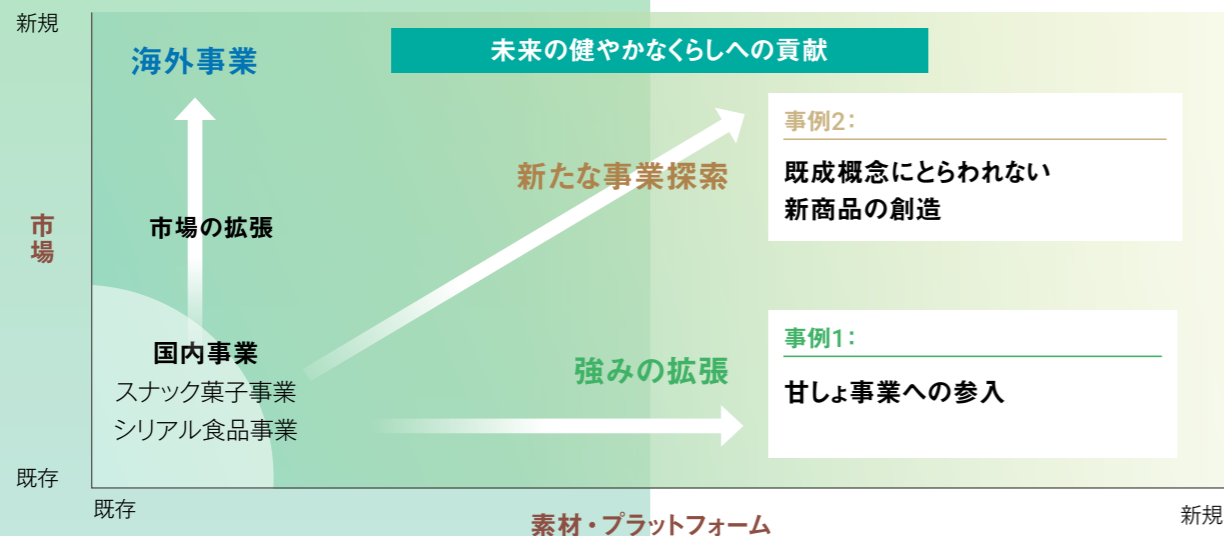 新規
海外事業
未来の健やかなくらしへの貢献
事例2:
新たな事業探索
既成概念にとらわれない
新商品の創造
市場
市場の拡張
事例1:
国内事業
強みの拡張
スナック菓子事業
甘しょ事業への参入
シリアル食品事業
既存
既存
素材・プラットフォーム
新規